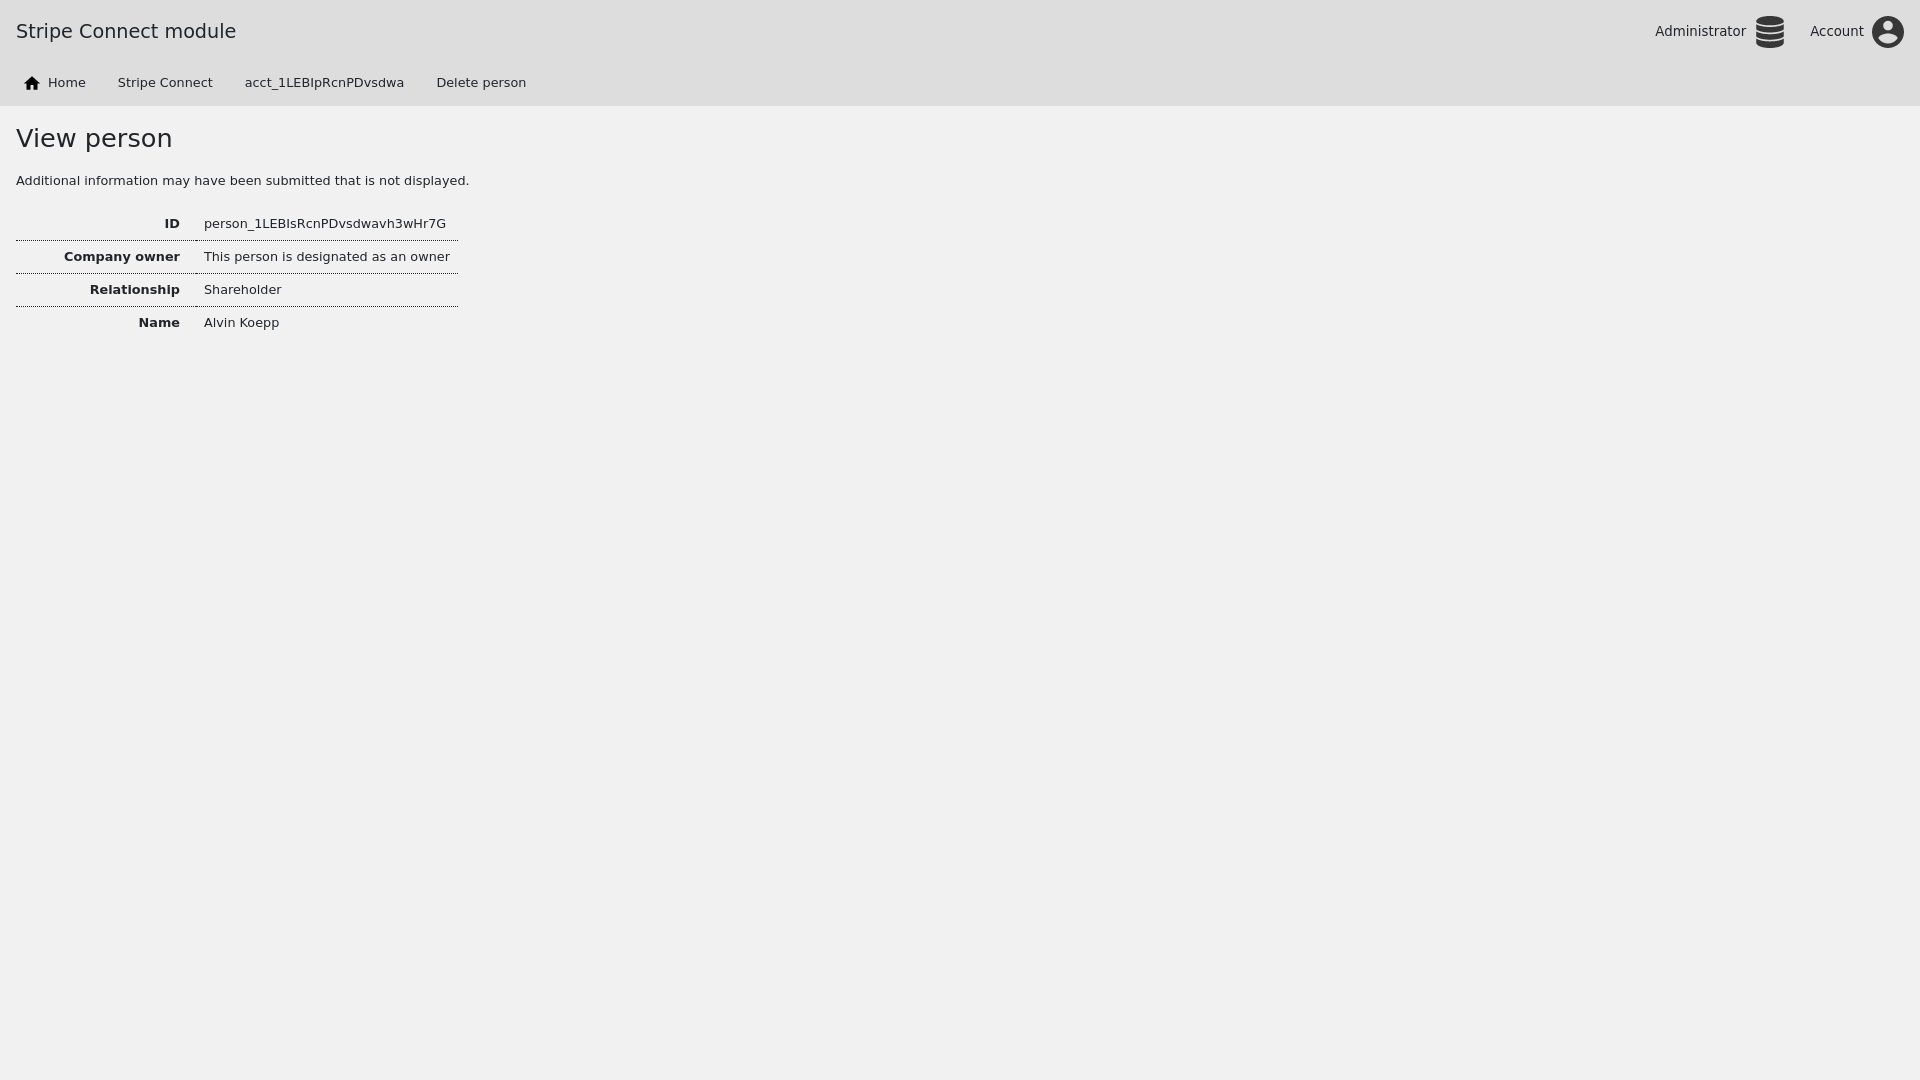 Stripe Connect module
Administrator
Account
Home
Stripe Connect
acct_1LEBIpRcnPDvsdwa
Delete person
View person
Additional information may have been submitted that is not displayed.
ID person_1LEBIsRcnPDvsdwavh3wHr7G
Company owner This person is designated as an owner
Relationship Shareholder
Name Alvin Koepp